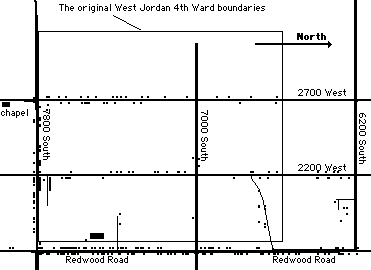 The original West Jordan 4th Ward boundaries
North
2700 West
chapel
7800 South
7000 South
6200 South
2200 West
Redwood Road
Redwood Road